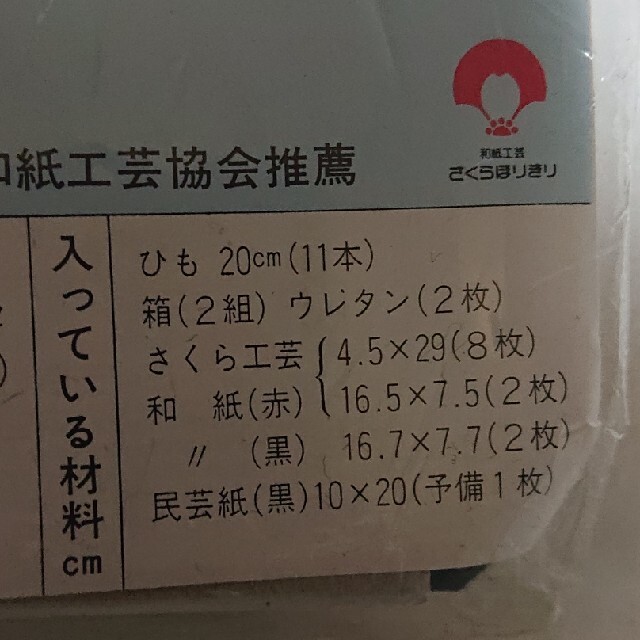 和紙工芸
さくらほりきり
紙工芸協会推薦
入っている材料cm
ひも 20cm(11本)
箱(2組) ウレタン(2枚)
さくら工芸 4.5×29(8枚)
和 紙(赤) 16.5×7.5(2枚)
〃 (黒) 16.7×7.7(2枚)
民芸紙(黒)10×20(予備1枚)